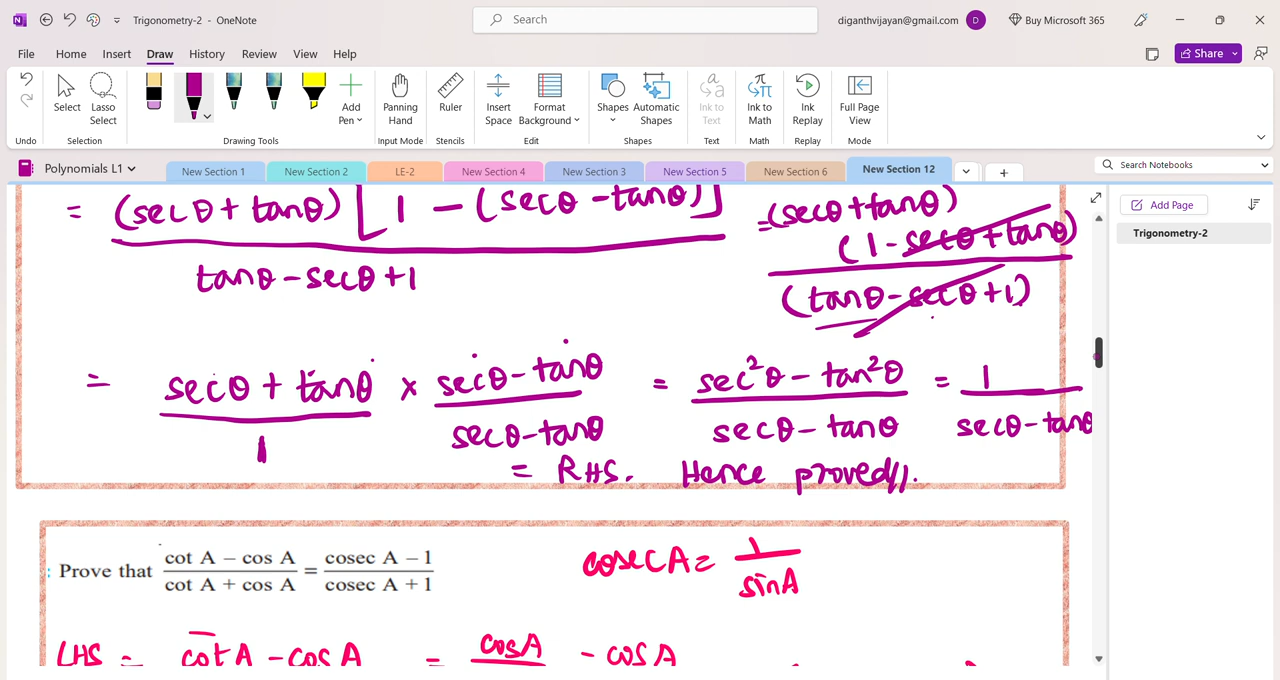 Trigonometry-2 - OneNote
Search
diganthvijayan@gmail.com
D
Buy Microsoft 365
File Home Insert Draw History Review View Help
Share
Undo
Select
Lasso Select
Selection
Drawing Tools
Add Pen
Panning Hand
Input Mode
Ruler
Stencils
Insert Space
Format Background
Edit
Shapes
Automatic Shapes
Shapes
Ink to Text
Text
Ink to Math
Math
Ink Replay
Replay
Full Page View
Mode
Polynomials L1
New Section 1
New Section 2
LE-2
New Section 4
New Section 3
New Section 5
New Section 6
New Section 12
+
Search Notebooks
Add Page
Trigonometry-2
= (secθ + tanθ) [1 - (secθ - tanθ)]
tanθ - secθ + 1
= (secθ + tanθ)
(1 - secθ + tanθ)
(tanθ - secθ + 1)
= secθ + tanθ / 1 × secθ - tanθ / secθ - tanθ = sec²θ - tan²θ / secθ - tanθ = 1 / secθ - tanθ
= RHS. Hence proved//.
: Prove that cot A − cos A / cot A + cos A = cosec A − 1 / cosec A + 1
cosec A = 1 / sin A
LHS = cot A - cos A = cos A - cos A